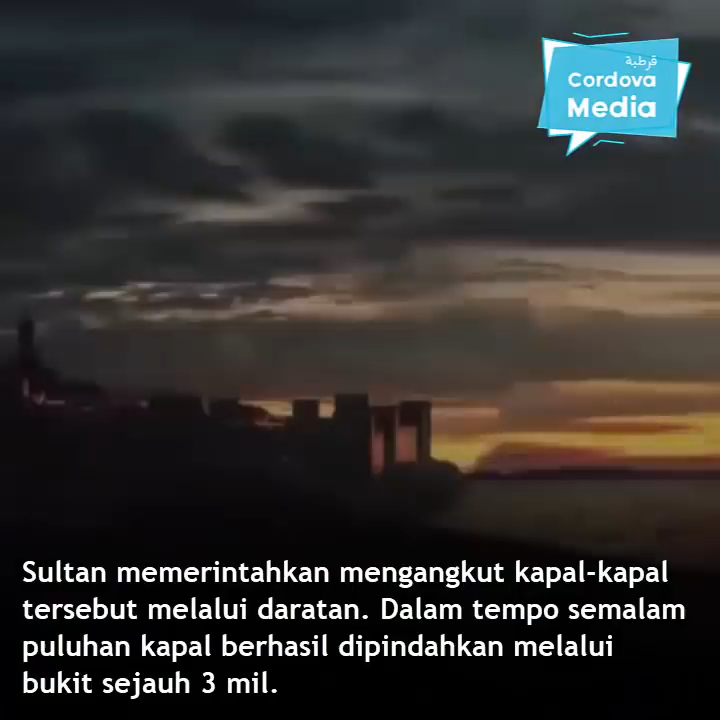 قرطبة
Cordova
Media
Sultan memerintahkan mengangkut kapal-kapal
tersebut melalui daratan. Dalam tempo semalam
puluhan kapal berhasil dipindahkan melalui
bukit sejauh 3 mil.